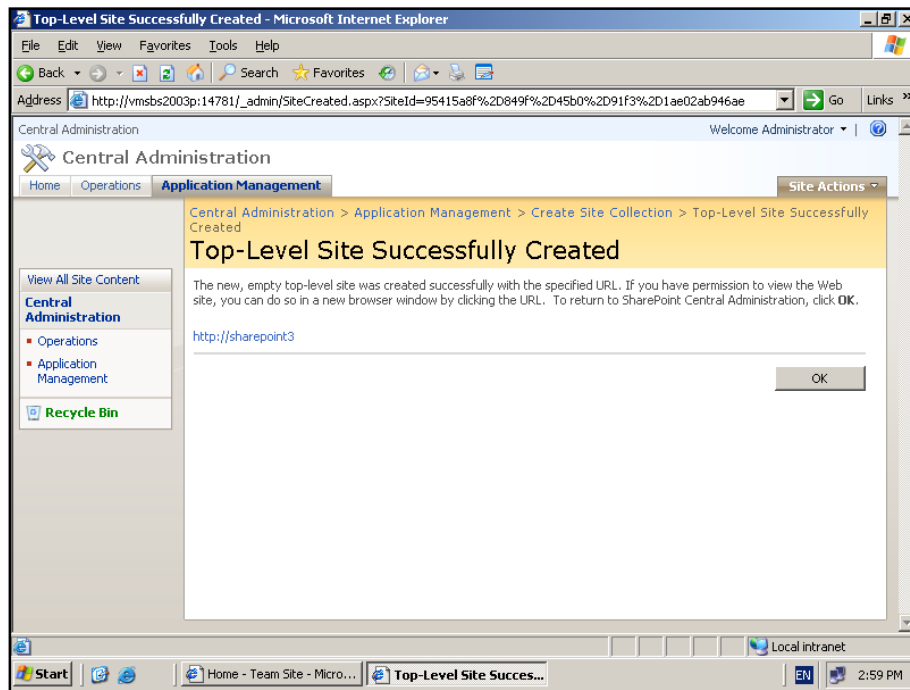 Top-Level Site Successfully Created - Microsoft Internet Explorer
File Edit View Favorites Tools Help
Back Search Favorites
Address http://vmsbs2003p:14781/_admin/SiteCreated.aspx?SiteId=95415a8f%2D849f%2D45b0%2D91f3%2D1ae02ab946ae Go Links »
Central Administration Welcome Administrator
Central Administration
Home Operations Application Management Site Actions
Central Administration > Application Management > Create Site Collection > Top-Level Site Successfully
Created
Top-Level Site Successfully Created
View All Site Content
Central
Administration
Operations
Application
Management
Recycle Bin
The new, empty top-level site was created successfully with the specified URL. If you have permission to view the Web
site, you can do so in a new browser window by clicking the URL. To return to SharePoint Central Administration, click OK.
http://sharepoint3
OK
Local intranet
Start Home - Team Site - Micro... Top-Level Site Succes... EN 2:59 PM